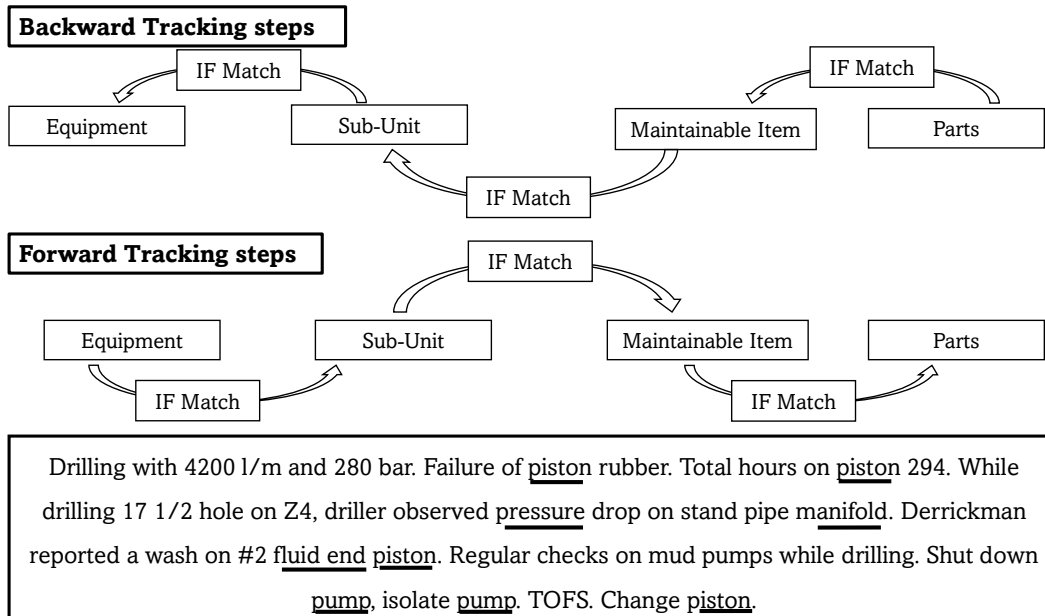 Backward Tracking steps
IF Match
IF Match
Equipment
Sub-Unit
Maintainable Item
Parts
IF Match
Forward Tracking steps
IF Match
Equipment
Sub-Unit
Maintainable Item
Parts
IF Match
IF Match
Drilling with 4200 l/m and 280 bar. Failure of piston rubber. Total hours on piston 294. While
drilling 17 1/2 hole on Z4, driller observed pressure drop on stand pipe manifold. Derrickman
reported a wash on #2 fluid end piston. Regular checks on mud pumps while drilling. Shut down
pump, isolate pump. TOFS. Change piston.